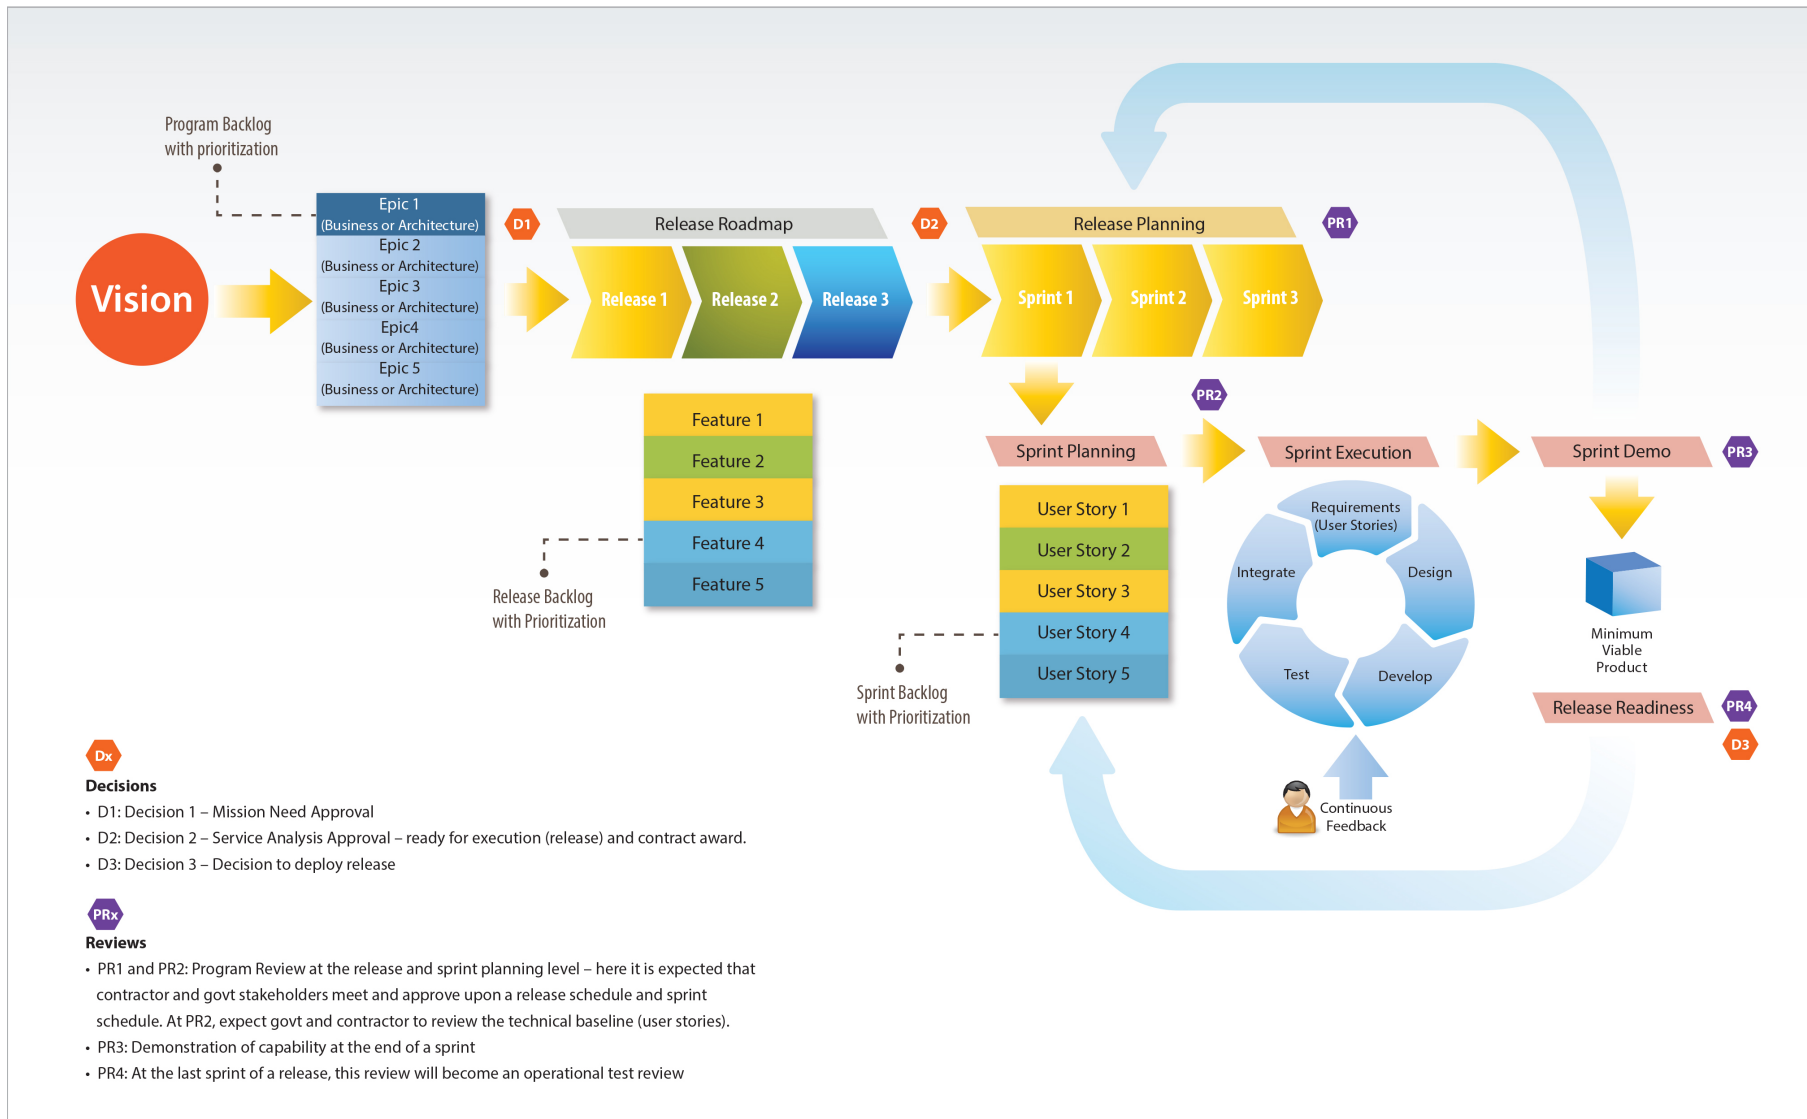 Program Backlog
with prioritization
Vision
Epic 1
(Business or Architecture)
Epic 2
(Business or Architecture)
Epic 3
(Business or Architecture)
Epic4
(Business or Architecture)
Epic 5
(Business or Architecture)
D1
Release Roadmap
Release 1
Release 2
Release 3
D2
Release Planning
Sprint 1
Sprint 2
Sprint 3
PR1
Feature 1
Feature 2
Feature 3
Feature 4
Feature 5
Release Backlog
with Prioritization
Sprint Planning
PR2
Sprint Execution
Sprint Demo
PR3
User Story 1
User Story 2
User Story 3
User Story 4
User Story 5
Sprint Backlog
with Prioritization
Requirements
(User Stories)
Design
Develop
Test
Integrate
Continuous
Feedback
Minimum
Viable
Product
Release Readiness
PR4
D3
Dx
Decisions
• D1: Decision 1 – Mission Need Approval
• D2: Decision 2 – Service Analysis Approval – ready for execution (release) and contract award.
• D3: Decision 3 – Decision to deploy release
PRx
Reviews
• PR1 and PR2: Program Review at the release and sprint planning level – here it is expected that
contractor and govt stakeholders meet and approve upon a release schedule and sprint
schedule. At PR2, expect govt and contractor to review the technical baseline (user stories).
• PR3: Demonstration of capability at the end of a sprint
• PR4: At the last sprint of a release, this review will become an operational test review